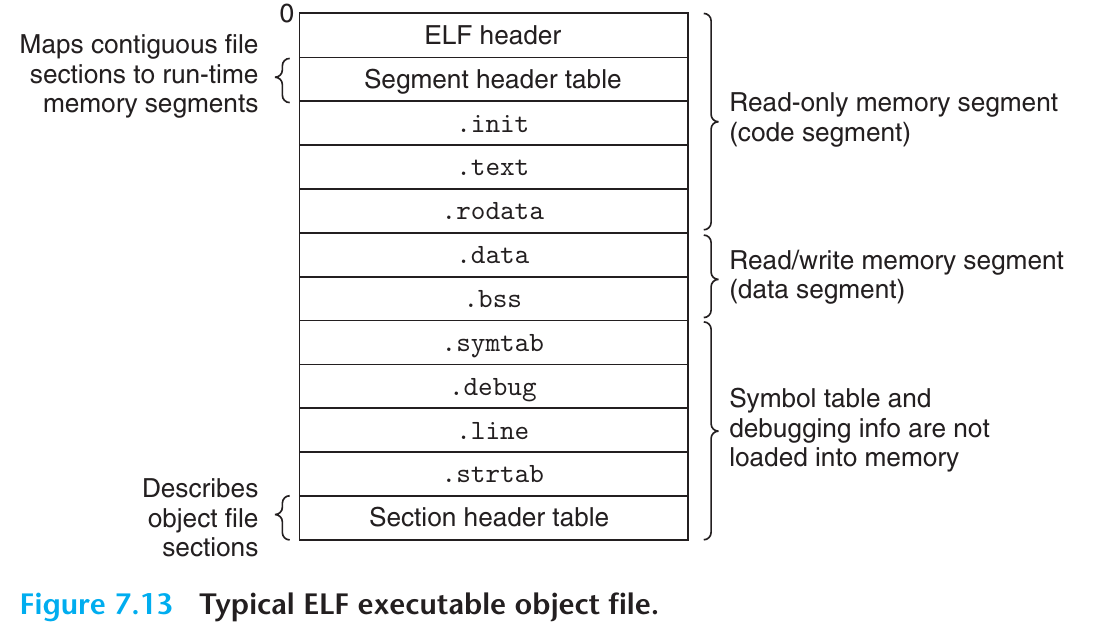 0
Maps contiguous file
sections to run-time
memory segments
ELF header
Segment header table
.init
.text
.rodata
.data
.bss
.symtab
.debug
.line
.strtab
Section header table
Describes
object file
sections
Read-only memory segment
(code segment)
Read/write memory segment
(data segment)
Symbol table and
debugging info are not
loaded into memory
Figure 7.13 Typical ELF executable object file.